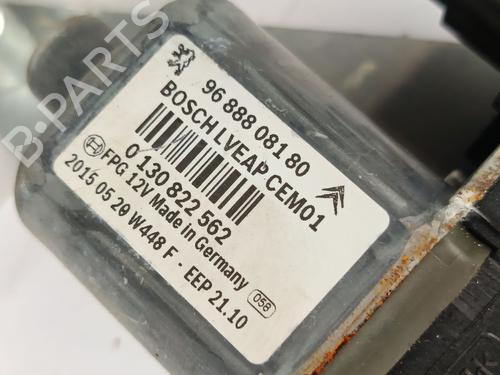 96 888 081 80
BOSCH LVEAP CEM01
0 130 822 562
FPG 12V Made in Germany
2015 05 20 W448 F - EEP 21.10
058
B-PARTS